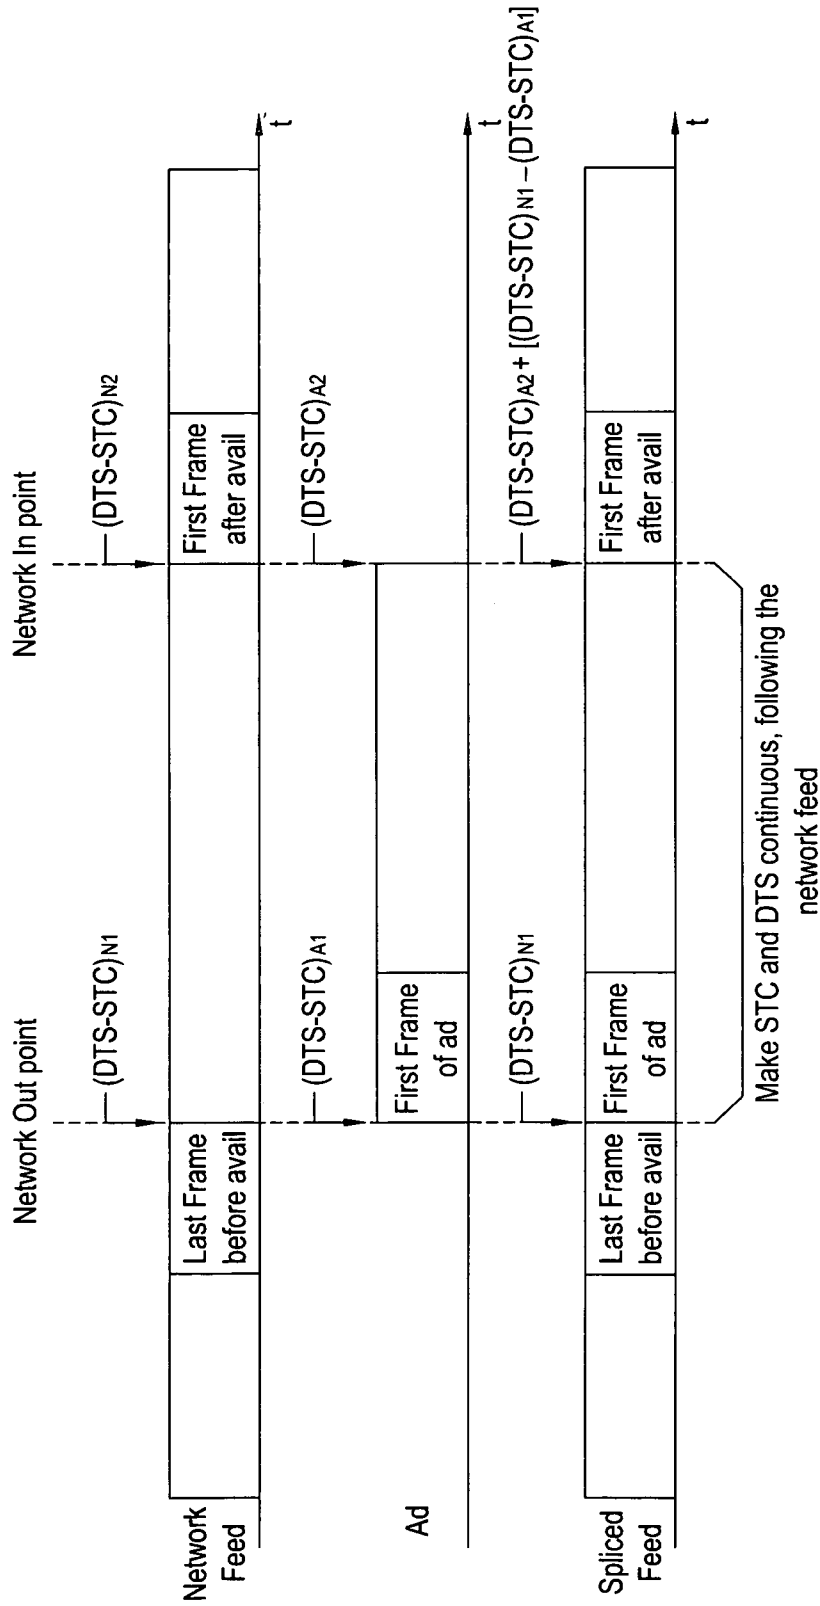 Network Out point
Network In point
(DTS-STC)N1
(DTS-STC)N2
Network
Feed
Last Frame
before avail
First Frame
after avail
t
(DTS-STC)A1
(DTS-STC)A2
Ad
First Frame
of ad
t
(DTS-STC)N1
(DTS-STC)A2 + [(DTS-STC)N1 – (DTS-STC)A1]
Spliced
Feed
Last Frame
before avail
First Frame
of ad
First Frame
after avail
t
Make STC and DTS continuous, following the
network feed